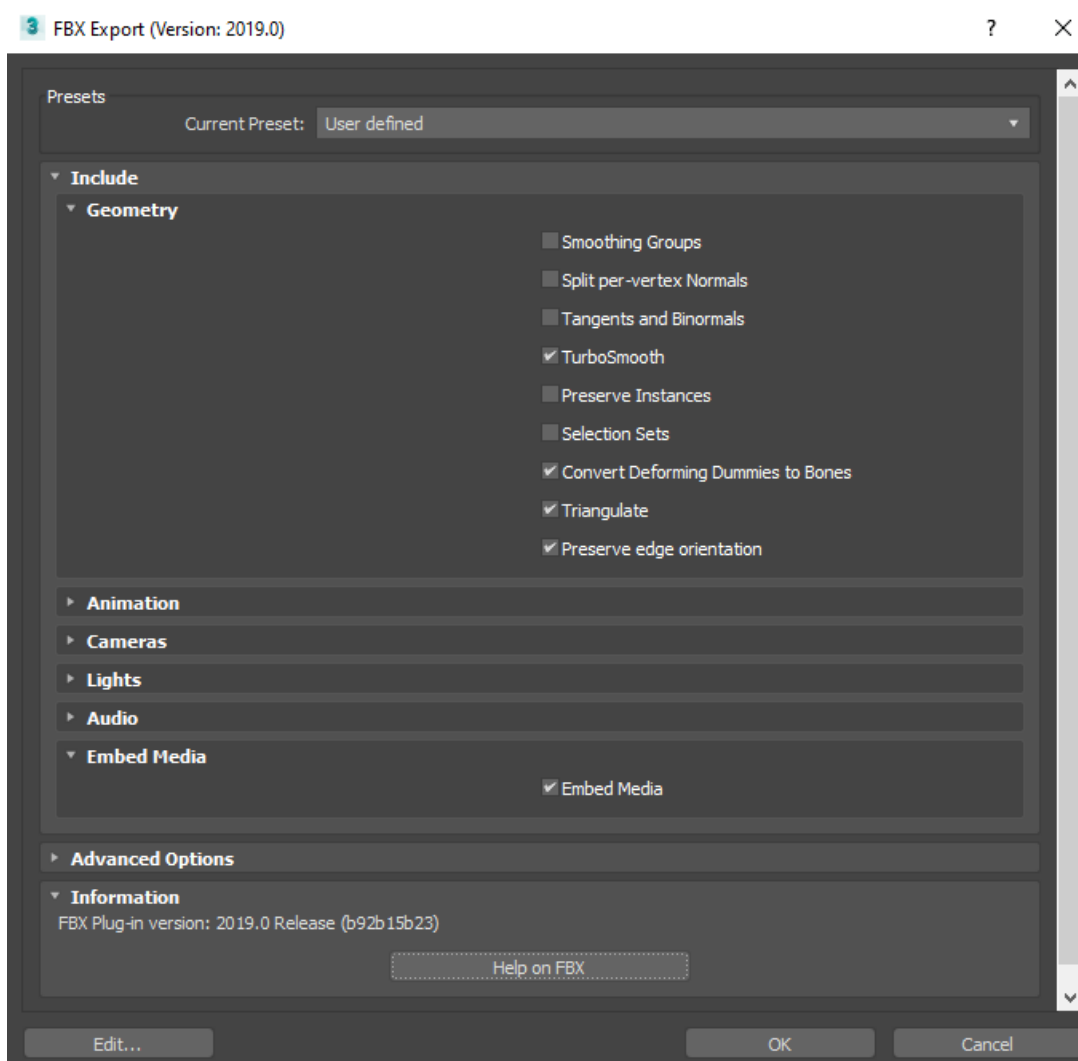 3 FBX Export (Version: 2019.0) ?
Presets
Current Preset: User defined
Include
Geometry
Smoothing Groups
Split per-vertex Normals
Tangents and Binormals
TurboSmooth
Preserve Instances
Selection Sets
Convert Deforming Dummies to Bones
Triangulate
Preserve edge orientation
Animation
Cameras
Lights
Audio
Embed Media
Embed Media
Advanced Options
Information
FBX Plug-in version: 2019.0 Release (b92b15b23)
Help on FBX
Edit... OK Cancel